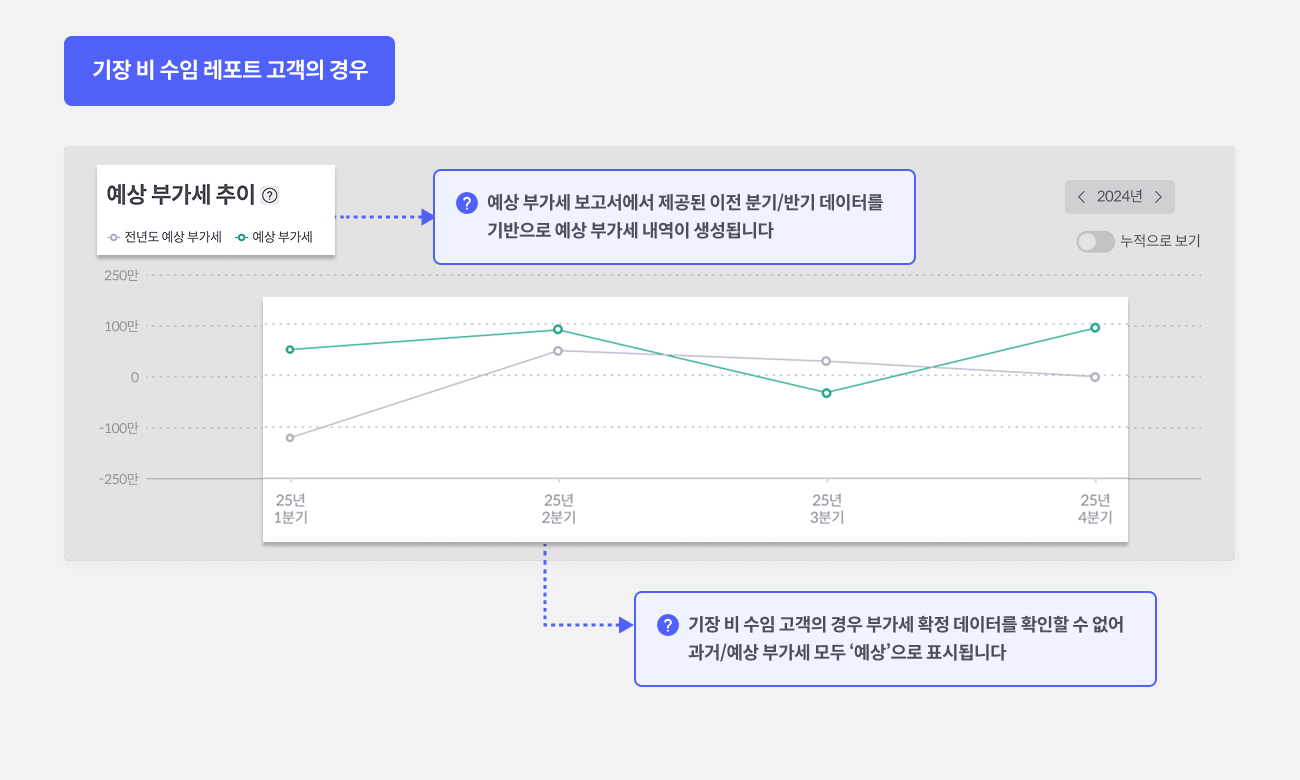 기장 비 수임 레포트 고객의 경우
예상 부가세 추이 ?
전년도 예상 부가세 예상 부가세
? 예상 부가세 보고서에서 제공된 이전 분기/반기 데이터를
기반으로 예상 부가세 내역이 생성됩니다
< 2024년 >
누적으로 보기
250만
100만
0
-100만
-250만
25년
1분기
25년
2분기
25년
3분기
25년
4분기
? 기장 비 수임 고객의 경우 부가세 확정 데이터를 확인할 수 없어
과거/예상 부가세 모두 ‘예상’으로 표시됩니다